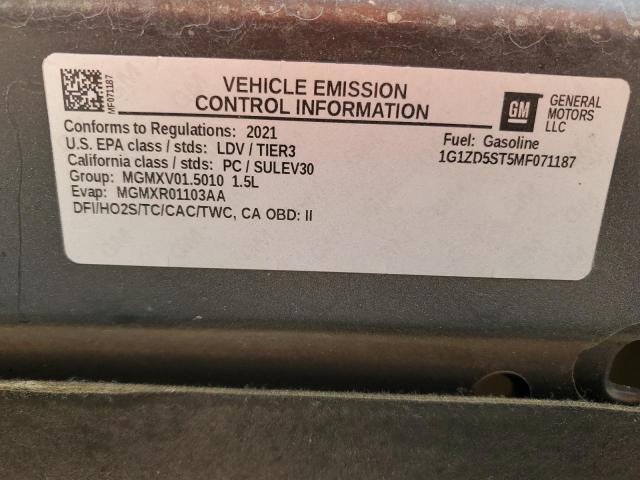 MF071187
VEHICLE EMISSION
CONTROL INFORMATION
GM
GENERAL
MOTORS
LLC
Conforms to Regulations: 2021
U.S. EPA class / stds: LDV / TIER3
California class / stds: PC / SULEV30
Group: MGMXV01.5010 1.5L
Evap: MGMXR01103AA
DFI/HO2S/TC/CAC/TWC, CA OBD: II
Fuel: Gasoline
1G1ZD5ST5MF071187